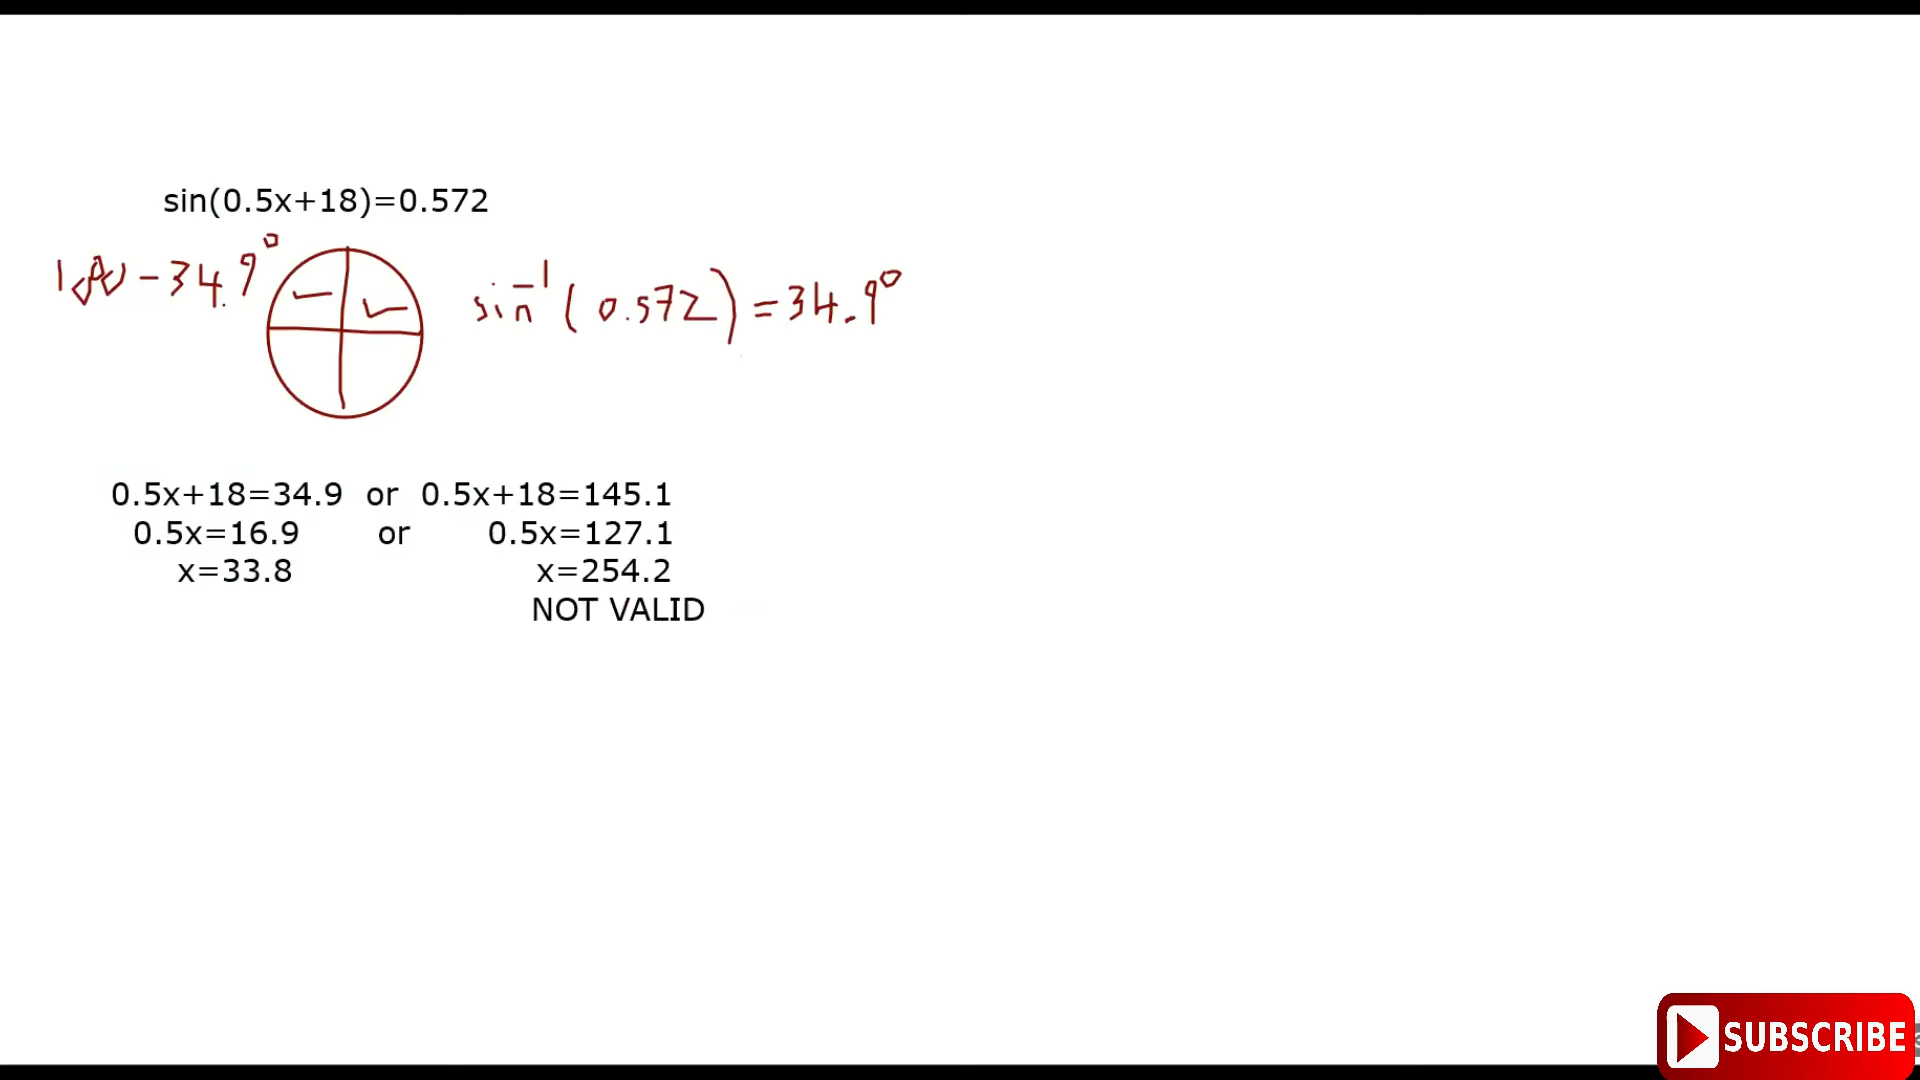 sin(0.5x+18)=0.572
180 - 34.9°
sin⁻¹(0.572) = 34.9°
0.5x+18=34.9 or 0.5x+18=145.1
0.5x=16.9 or 0.5x=127.1
x=33.8 x=254.2
NOT VALID
SUBSCRIBE